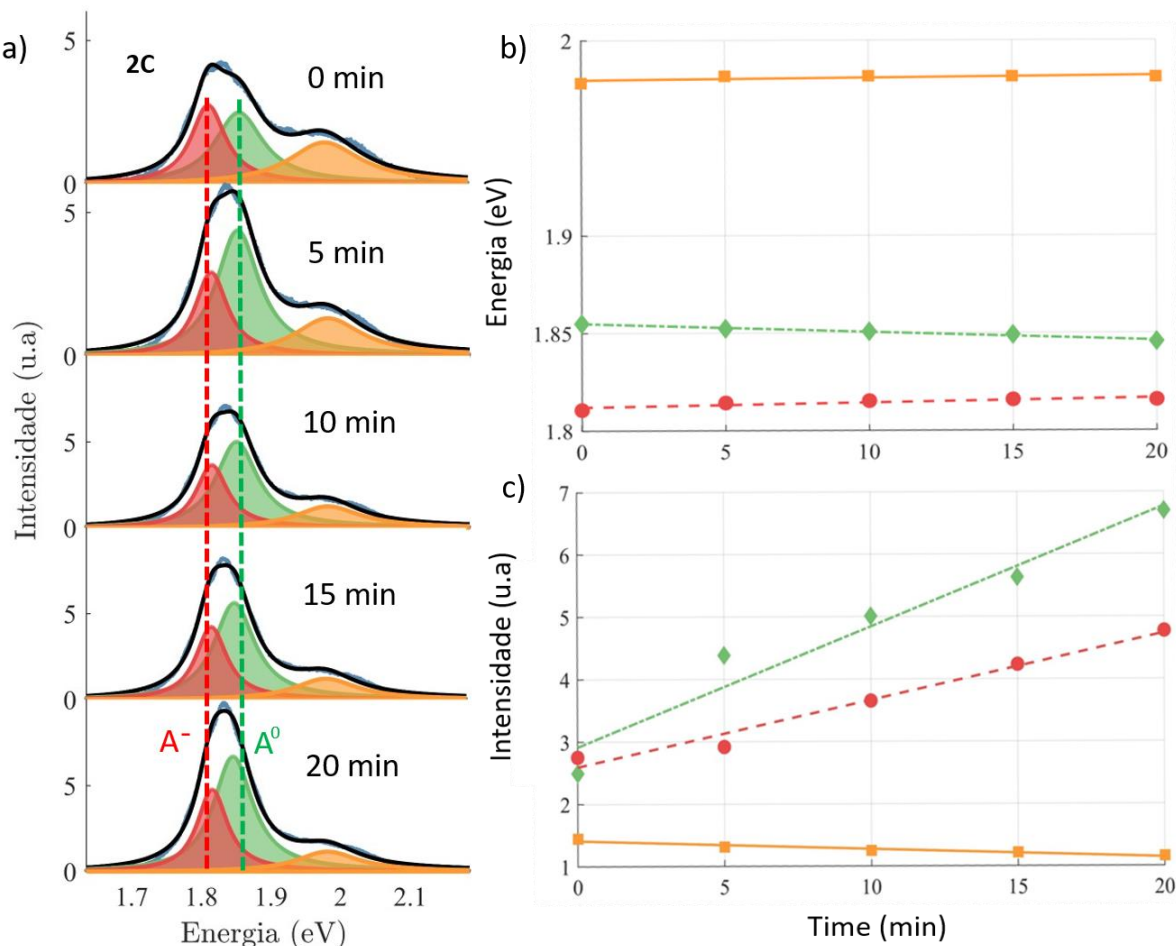 a)
2C
0 min
5
0
5 min
5
0
10 min
5
0
15 min
5
0
A⁻
A⁰
20 min
5
0
1.7
1.8
1.9
2
2.1
Energia (eV)
Intensidade (u.a)
b)
2
1.9
1.85
1.8
0
5
10
15
20
Energia (eV)
c)
7
6
5
4
3
2
1
0
5
10
15
20
Intensidade (u.a)
Time (min)